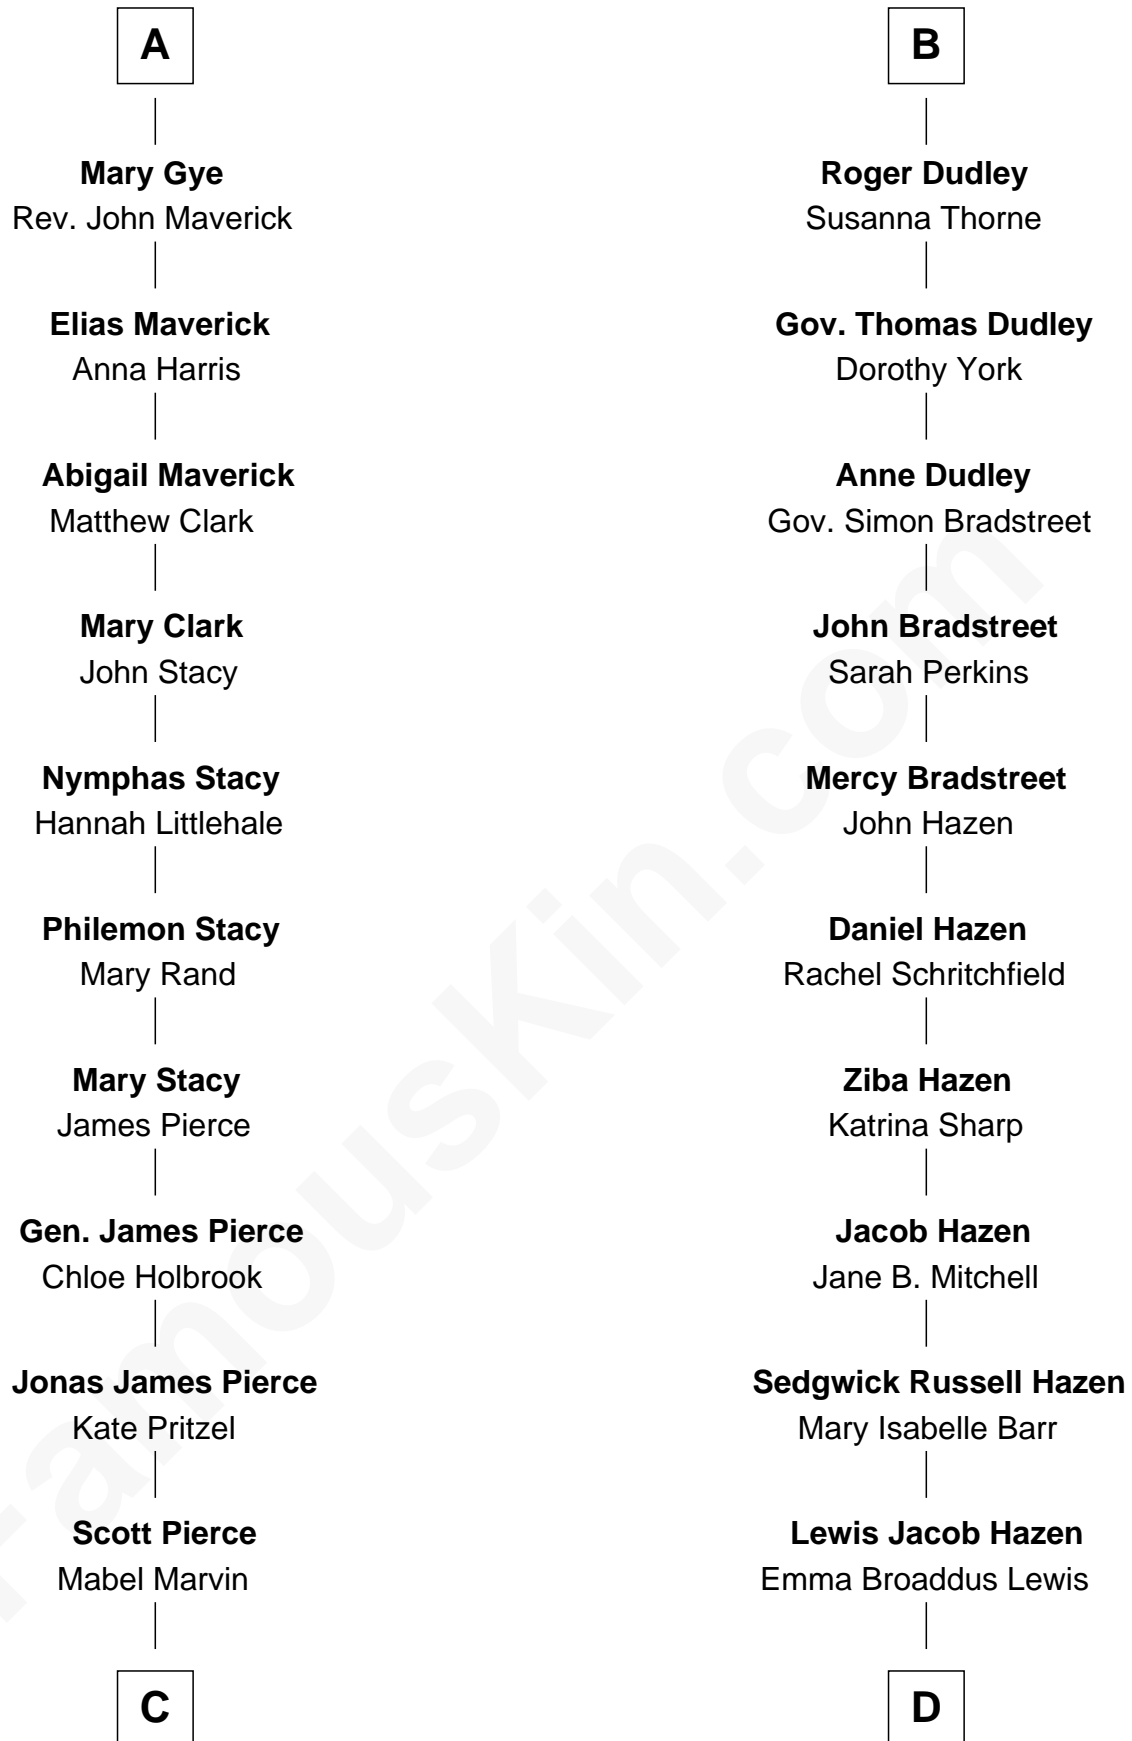 A
Mary Gye
Rev. John Maverick
Elias Maverick
Anna Harris
Abigail Maverick
Matthew Clark
Mary Clark
John Stacy
Nymphas Stacy
Hannah Littlehale
Philemon Stacy
Mary Rand
Mary Stacy
James Pierce
Gen. James Pierce
Chloe Holbrook
Jonas James Pierce
Kate Pritzel
Scott Pierce
Mabel Marvin
C
B
Roger Dudley
Susanna Thorne
Gov. Thomas Dudley
Dorothy York
Anne Dudley
Gov. Simon Bradstreet
John Bradstreet
Sarah Perkins
Mercy Bradstreet
John Hazen
Daniel Hazen
Rachel Schritchfield
Ziba Hazen
Katrina Sharp
Jacob Hazen
Jane B. Mitchell
Sedgwick Russell Hazen
Mary Isabelle Barr
Lewis Jacob Hazen
Emma Broaddus Lewis
D
FamousKin.com